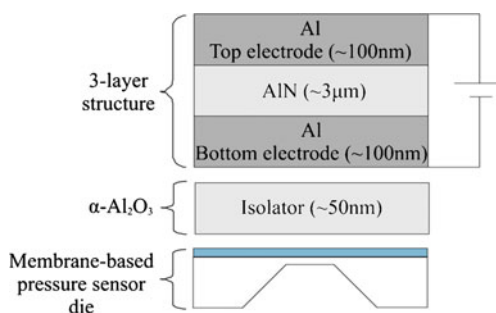 Al
Top electrode (~100nm)
3-layer
structure
AlN (~3μm)
Al
Bottom electrode (~100nm)
α-Al₂O₃
Isolator (~50nm)
Membrane-based
pressure sensor
die